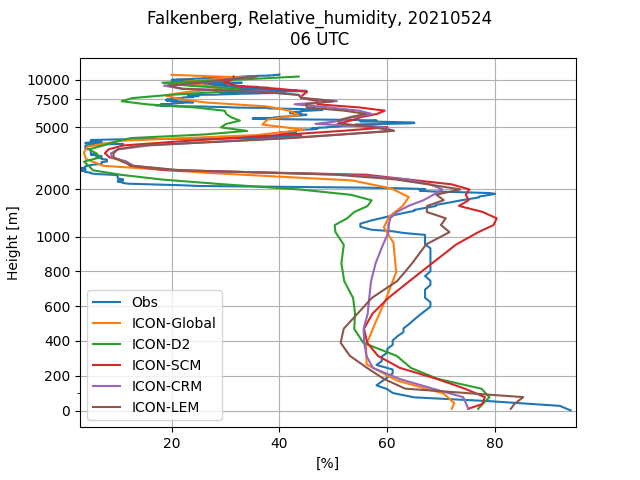 Falkenberg, Relative_humidity, 20210524
06 UTC
10000
7500
5000
2000
1000
800
600
400
200
0
Height [m]
Obs
ICON-Global
ICON-D2
ICON-SCM
ICON-CRM
ICON-LEM
20
40
60
80
[%]